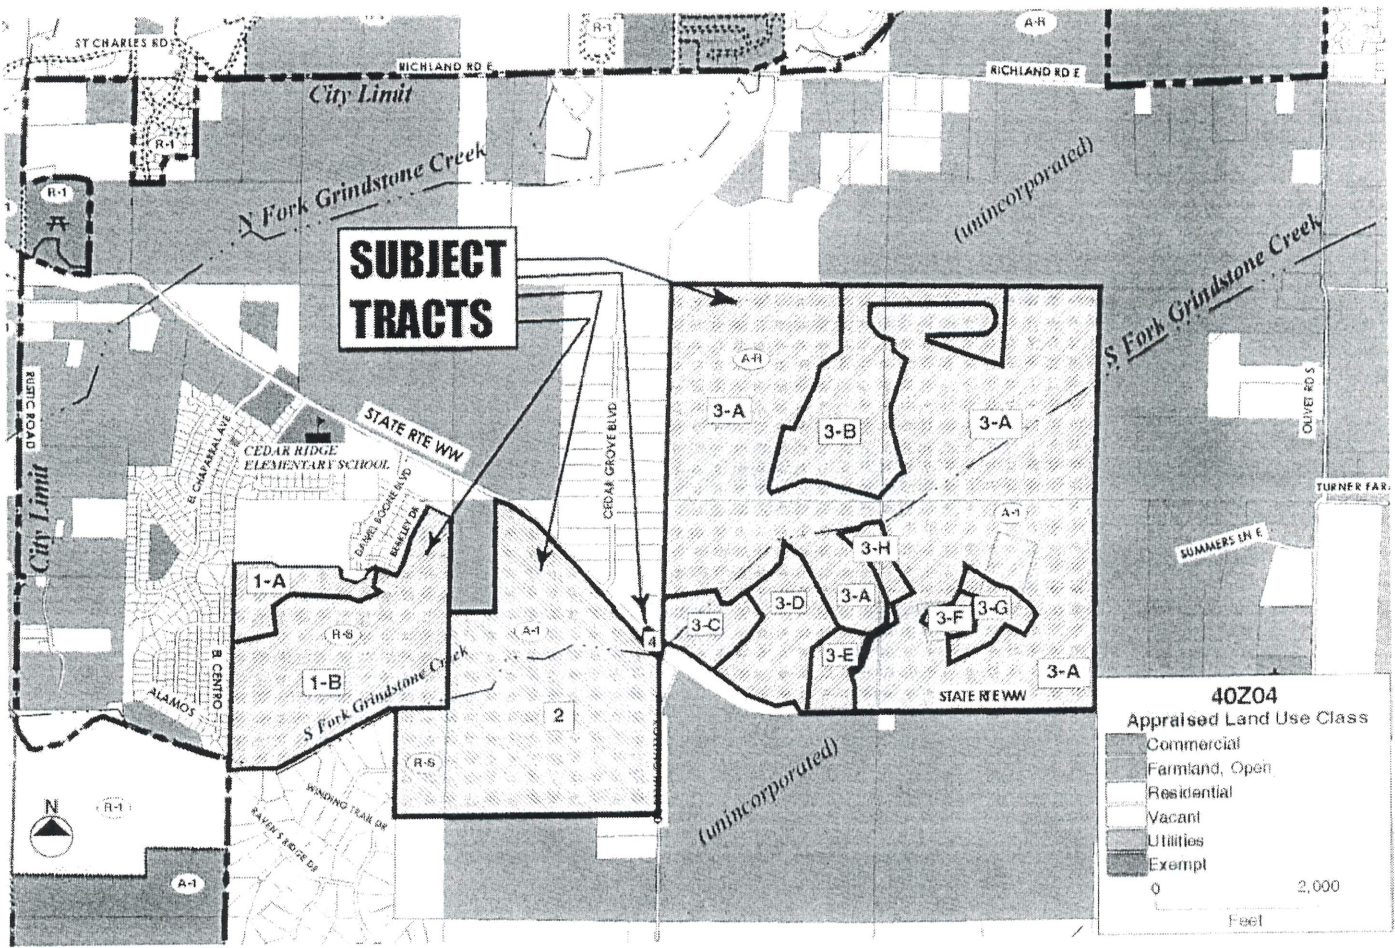 A-R
R-1
ST CHARLES RD
RICHLAND RD E
RICHLAND RD E
City Limit
R-1
N Fork Grindstone Creek
(unincorporated)
R-1
S Fork Grindstone Creek
SUBJECT
TRACTS
A-R
3-A
3-B
3-A
RUSTIC ROAD
OLIVET RD S
STATE RTE WW
EL CHAPARRAL AVE
CEDAR RIDGE
ELEMENTARY SCHOOL
CEDAR GROVE BLVD
DANIEL BOONE BLVD
BERKLEY DR
TURNER FAR
A-1
City Limit
SUMMERS LN E
3-H
1-A
3-D
3-A
3-G
3-F
3-C
R-S
A-1
4
3-E
EL CENTRO
1-B
S Fork Grindstone Creek
3-A
ALAMOS
STATE RTE WW
2
R-S
(unincorporated)
WINDING TRAIL DR
RAVEN'S RIDGE DR
N
R-1
A-1
40Z04
Appraised Land Use Class
Commercial
Farmland, Open
Residential
Vacant
Utilities
Exempt
0 2,000
Feet